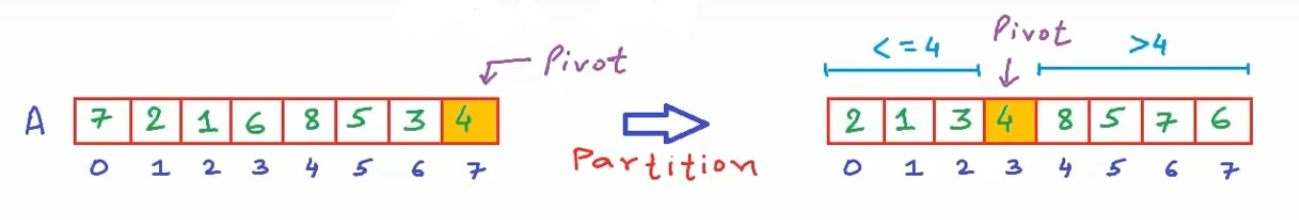 Pivot
<=4 Pivot >4
A 7 2 1 6 8 5 3 4
2 1 3 4 8 5 7 6
0 1 2 3 4 5 6 7
Partition
0 1 2 3 4 5 6 7